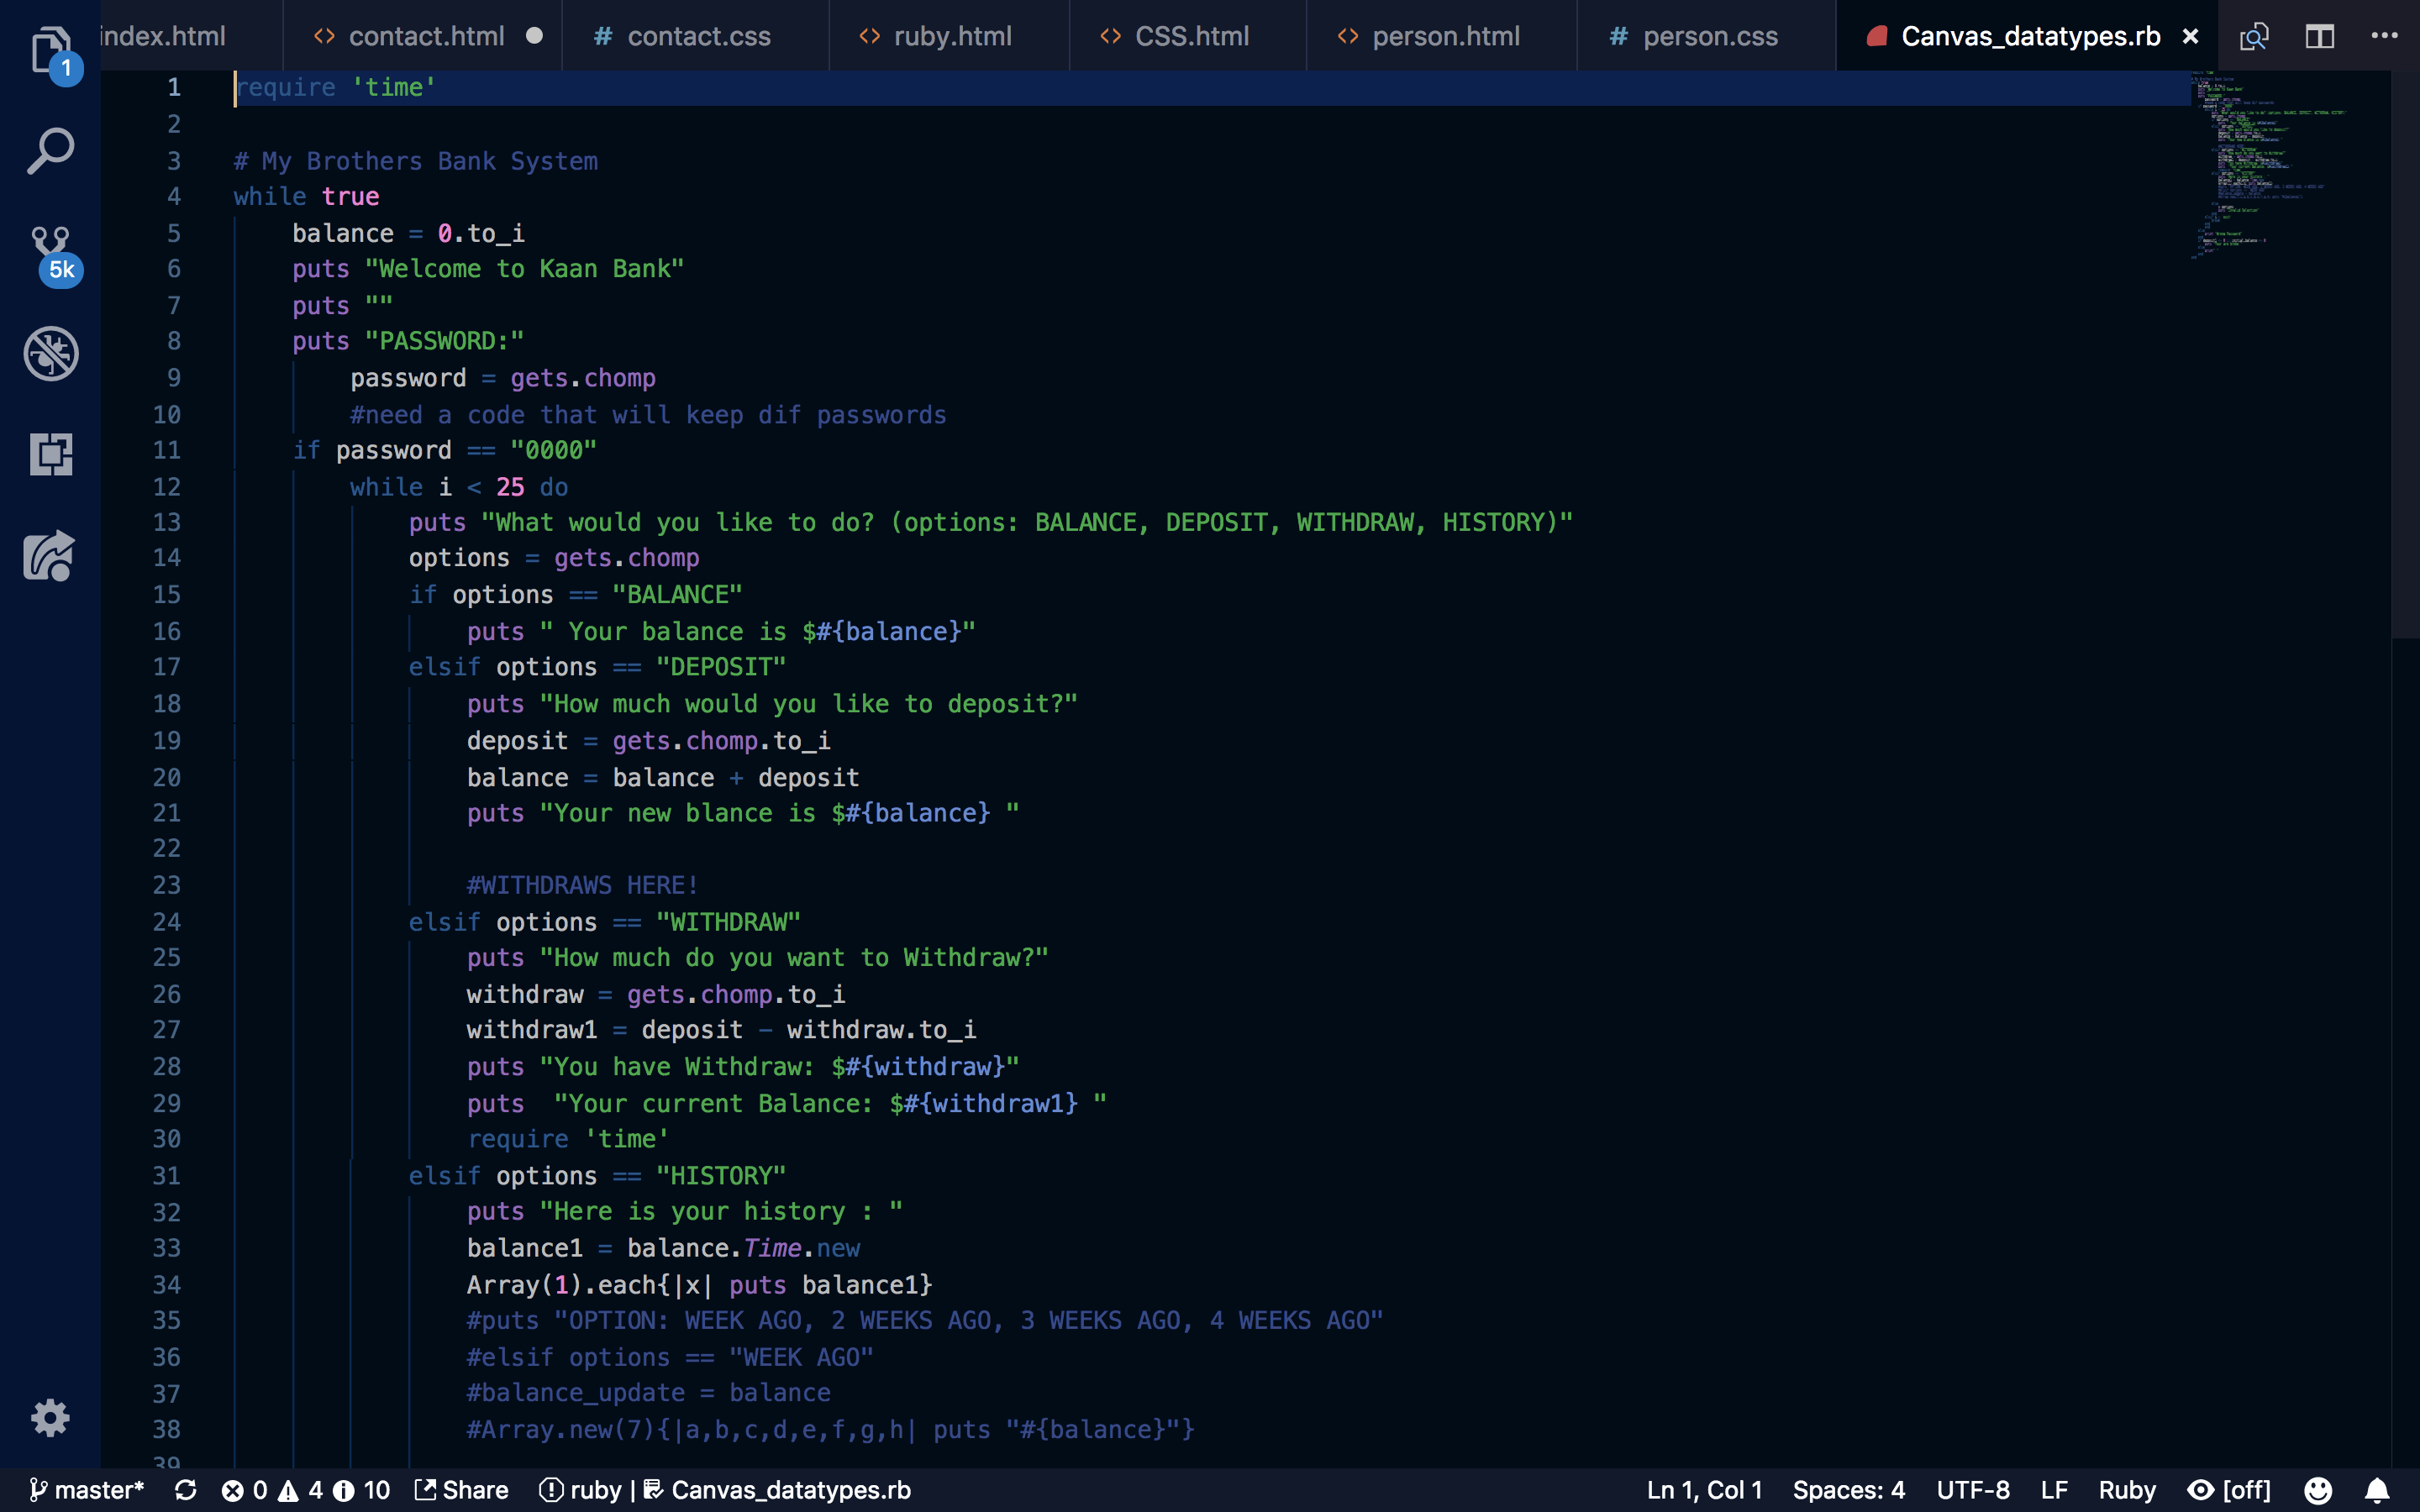 index.html <> contact.html # contact.css <> ruby.html <> CSS.html <> person.html # person.css Canvas_datatypes.rb
1 require 'time'
2
3 # My Brothers Bank System
4 while true
5 balance = 0.to_i
6 puts "Welcome to Kaan Bank"
7 puts ""
8 puts "PASSWORD:"
9 password = gets.chomp
10 #need a code that will keep dif passwords
11 if password == "0000"
12 while i < 25 do
13 puts "What would you like to do? (options: BALANCE, DEPOSIT, WITHDRAW, HISTORY)"
14 options = gets.chomp
15 if options == "BALANCE"
16 puts " Your balance is $#{balance}"
17 elsif options == "DEPOSIT"
18 puts "How much would you like to deposit?"
19 deposit = gets.chomp.to_i
20 balance = balance + deposit
21 puts "Your new blance is $#{balance} "
22
23 #WITHDRAWS HERE!
24 elsif options == "WITHDRAW"
25 puts "How much do you want to Withdraw?"
26 withdraw = gets.chomp.to_i
27 withdraw1 = deposit - withdraw.to_i
28 puts "You have Withdraw: $#{withdraw}"
29 puts  "Your current Balance: $#{withdraw1} "
30 require 'time'
31 elsif options == "HISTORY"
32 puts "Here is your history : "
33 balance1 = balance.Time.new
34 Array(1).each{|x| puts balance1}
35 #puts "OPTION: WEEK AGO, 2 WEEKS AGO, 3 WEEKS AGO, 4 WEEKS AGO"
36 #elsif options == "WEEK AGO"
37 #balance_update = balance
38 #Array.new(7){|a,b,c,d,e,f,g,h| puts "#{balance}"}
39
1
5k
master* 0 4 10 Share ruby | Canvas_datatypes.rb Ln 1, Col 1 Spaces: 4 UTF-8 LF Ruby [off]